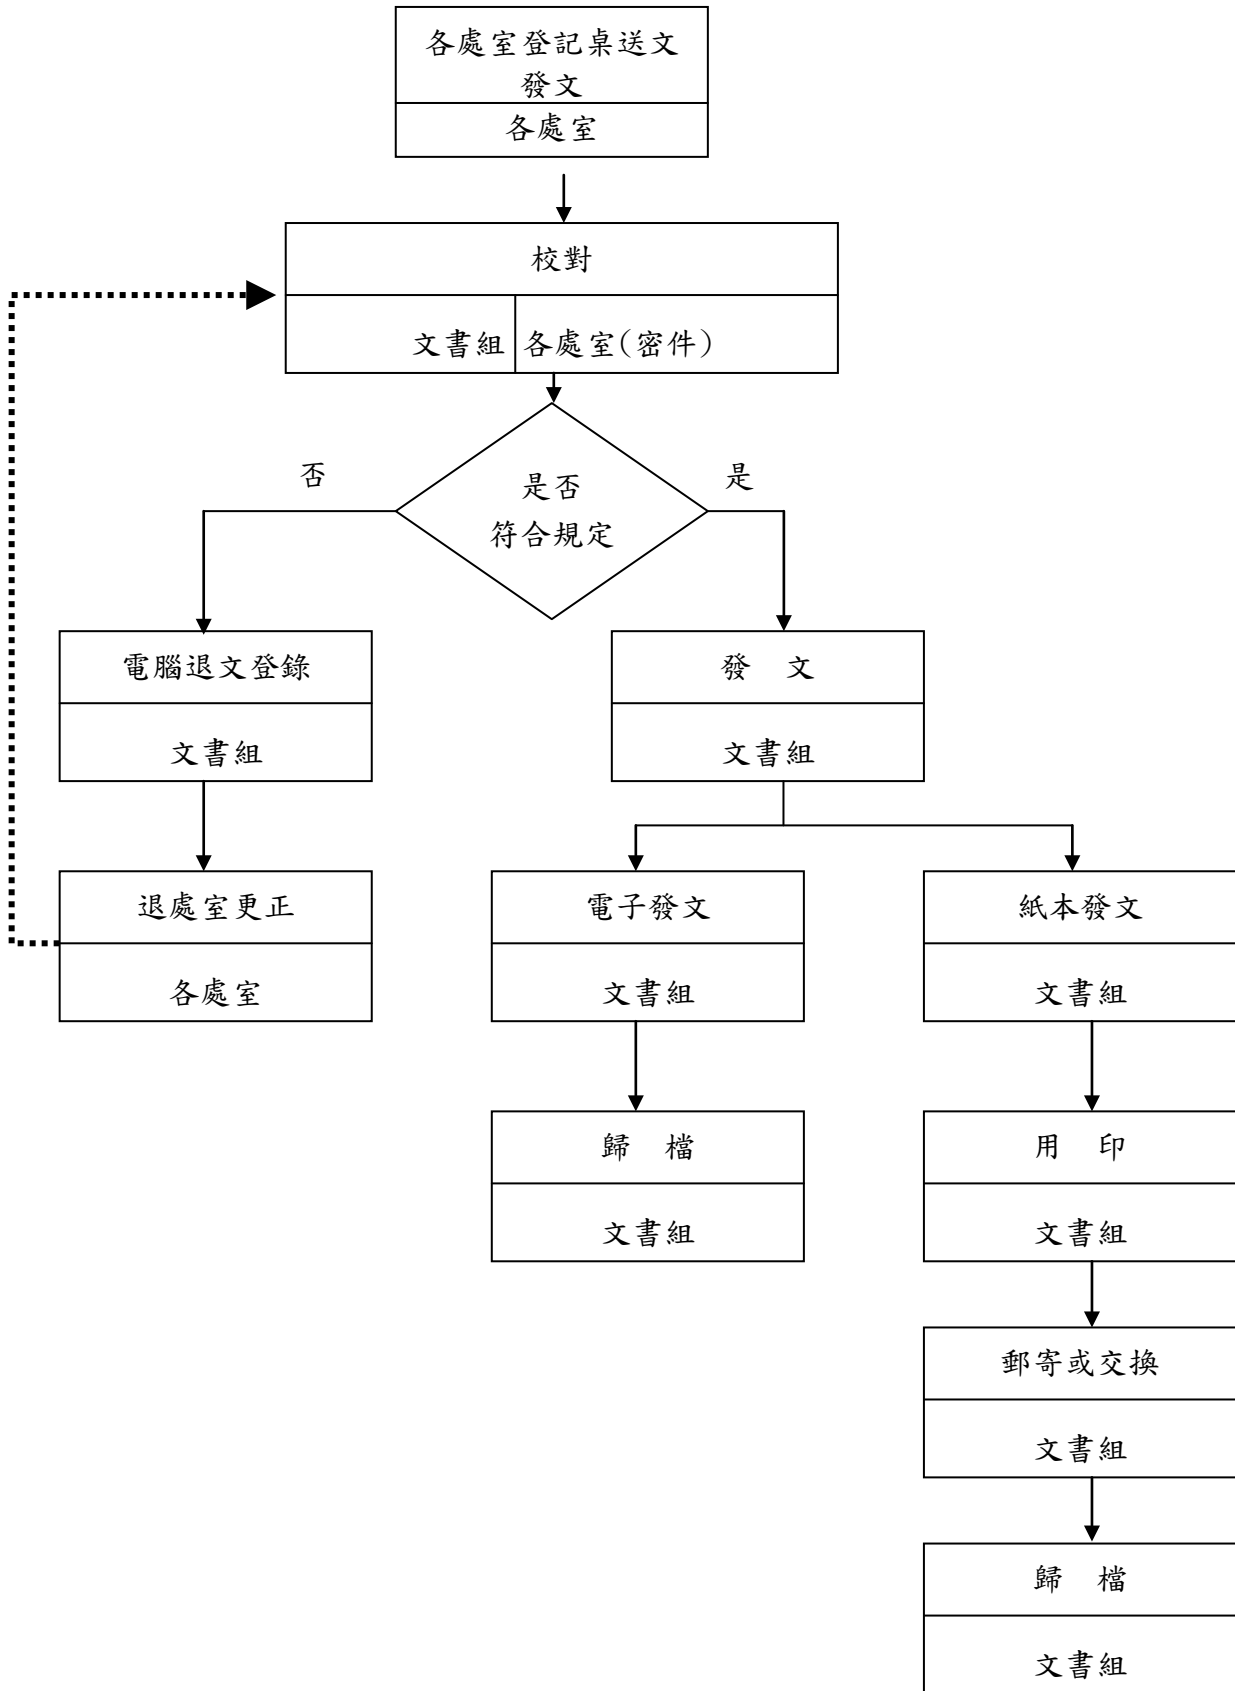 各處室登記桌送文
發文
各處室
校對
文書組 各處室(密件)
否
是
是否
符合規定
電腦退文登錄
文書組
發 文
文書組
退處室更正
各處室
電子發文
文書組
紙本發文
文書組
歸 檔
文書組
用 印
文書組
郵寄或交換
文書組
歸 檔
文書組